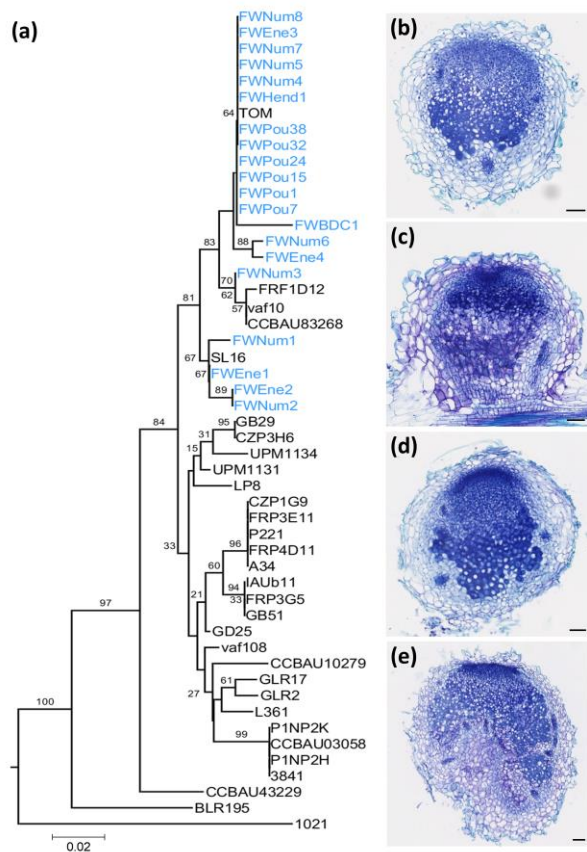 (a)
FWNum8
FWEne3
FWNum7
FWNum5
FWNum4
FWHend1
64
TOM
FWPou38
FWPou32
FWPou24
FWPou15
FWPou1
FWPou7
FWBDC1
83
88
FWNum6
FWEne4
70
FWNum3
62
FRF1D12
57
vaf10
CCBAU83268
81
FWNum1
67
SL16
67
FWEne1
89
FWEne2
FWNum2
84
95
GB29
CZP3H6
31
UPM1134
15
UPM1131
LP8
33
CZP1G9
FRP3E11
P221
96
FRP4D11
A34
60
94
IAUb11
33
FRP3G5
GB51
21
GD25
vaf108
CCBAU10279
27
61
GLR17
GLR2
L361
99
P1NP2K
CCBAU03058
P1NP2H
3841
97
CCBAU43229
100
BLR195
1021
0.02
(b)
(c)
(d)
(e)